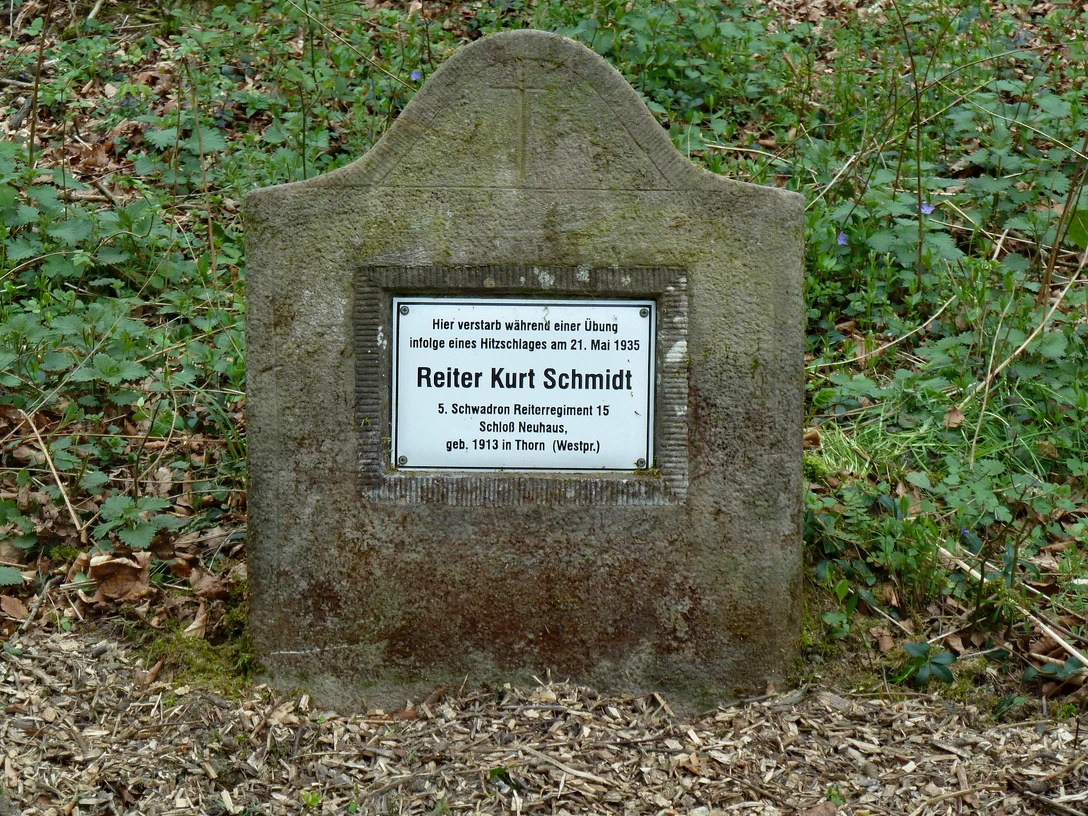 Hier verstarb während einer Übung
infolge eines Hitzschlages am 21. Mai 1935
Reiter Kurt Schmidt
5. Schwadron Reiterregiment 15
Schloß Neuhaus,
geb. 1913 in Thorn (Westpr.)